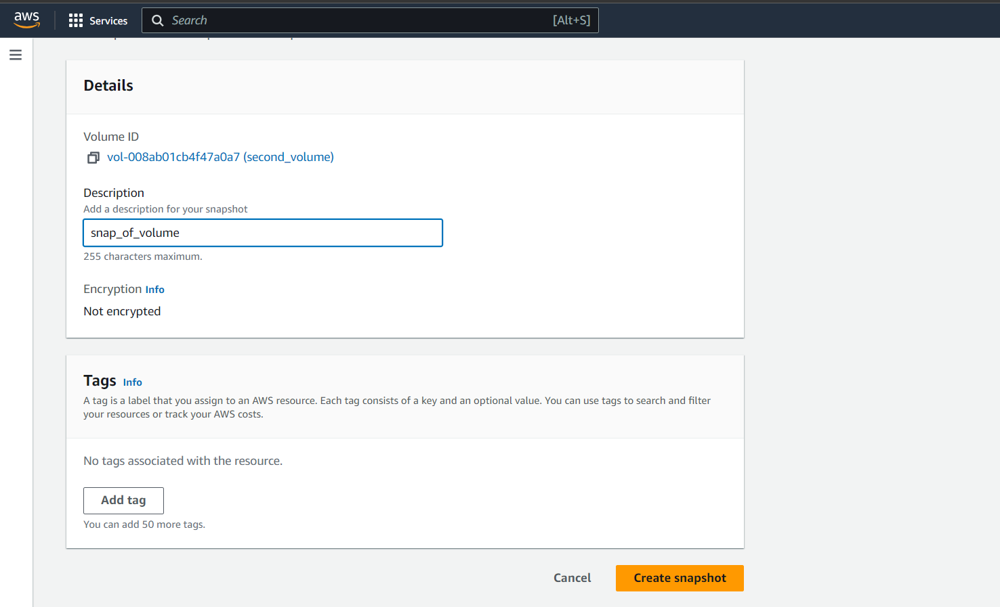 aws
Services
Search
[Alt+S]
Details
Volume ID
vol-008ab01cb4f47a0a7 (second_volume)
Description
Add a description for your snapshot
snap_of_volume
255 characters maximum.
Encryption Info
Not encrypted
Tags Info
A tag is a label that you assign to an AWS resource. Each tag consists of a key and an optional value. You can use tags to search and filter
your resources or track your AWS costs.
No tags associated with the resource.
Add tag
You can add 50 more tags.
Cancel
Create snapshot